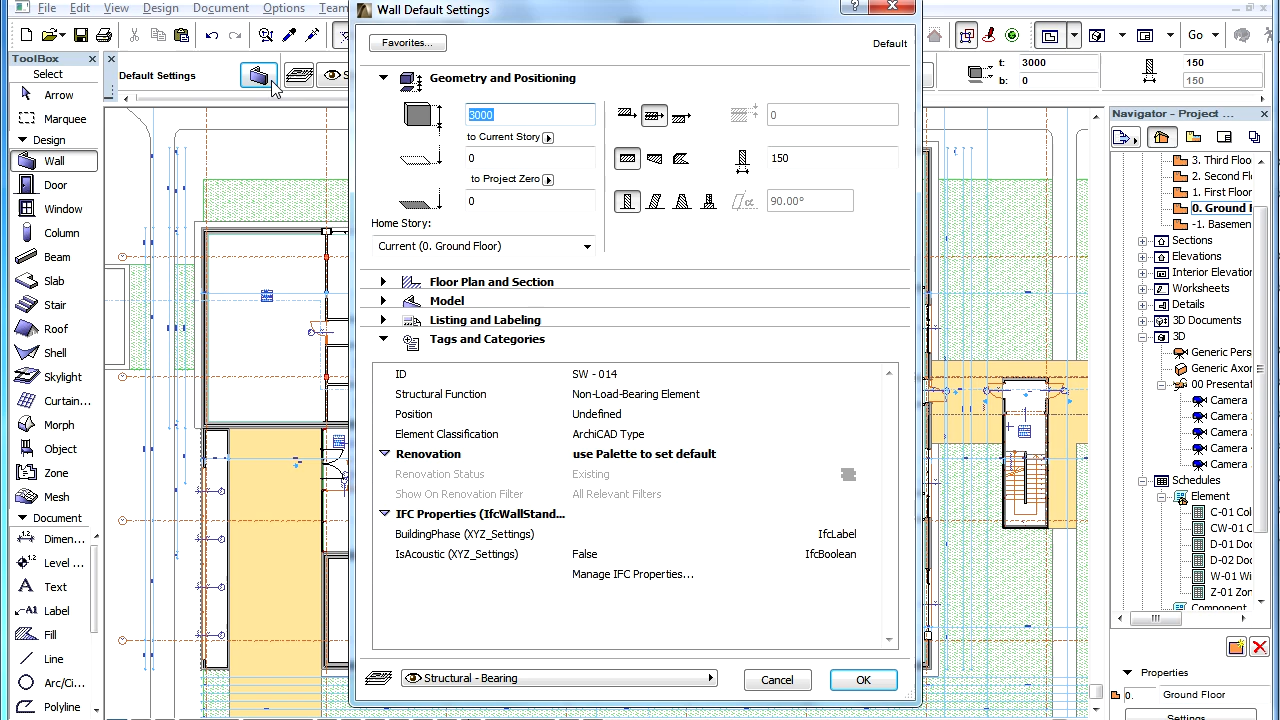 File Edit View Design Document Options Team
Go
ToolBox
Select
Arrow
Marquee
Design
Wall
Door
Window
Column
Beam
Slab
Stair
Roof
Shell
Skylight
Curtain...
Morph
Object
Zone
Mesh
Document
Dimen...
Level ...
Text
Label
Fill
Line
Arc/Ci...
Polyline
Default Settings
Wall Default Settings
Favorites...
Default
Geometry and Positioning
3000
to Current Story:
0
to Project Zero
0
Home Story:
Current (0. Ground Floor)
0
150
90.00°
α
Floor Plan and Section
Model
Listing and Labeling
Tags and Categories
ID SW - 014
Structural Function Non-Load-Bearing Element
Position Undefined
Element Classification ArchiCAD Type
Renovation use Palette to set default
Renovation Status Existing
Show On Renovation Filter All Relevant Filters
IFC Properties (IfcWallStand...
BuildingPhase (XYZ_Settings) IfcLabel
IsAcoustic (XYZ_Settings) False IfcBoolean
Manage IFC Properties...
Structural - Bearing
Cancel
OK
t: 3000
b: 0
150
150
Navigator - Project ...
3. Third Floo
2. Second Fl
1. First Floor
0. Ground F
-1. Basemen
Sections
Elevations
Interior Elevation
Worksheets
Details
3D Documents
3D
Generic Pers
Generic Axor
00 Presentat
Camera
Camera
Camera
Camera
Camera
Schedules
Element
C-01 Col
CW-01 C
D-01 Doo
D-02 Doo
W-01 Wi
Z-01 Zon
Component
Properties
0. Ground Floor
Settings